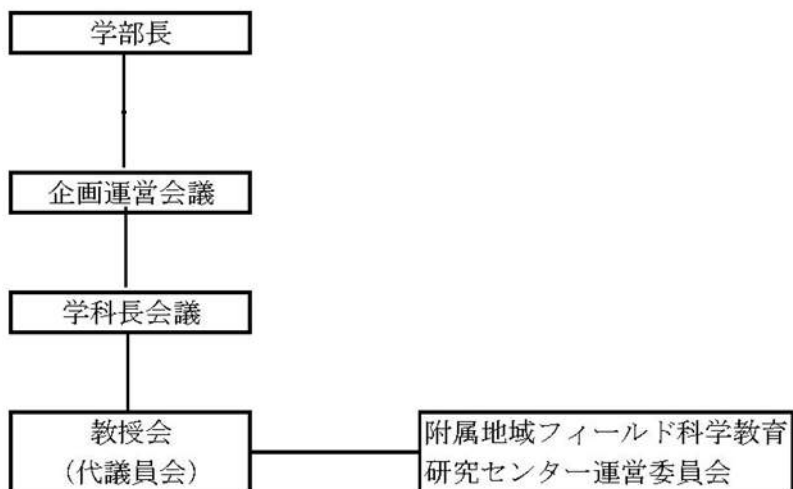 学部長
企画運営会議
学科長会議
教授会
（代議員会）
附属地域フィールド科学教育
研究センター運営委員会